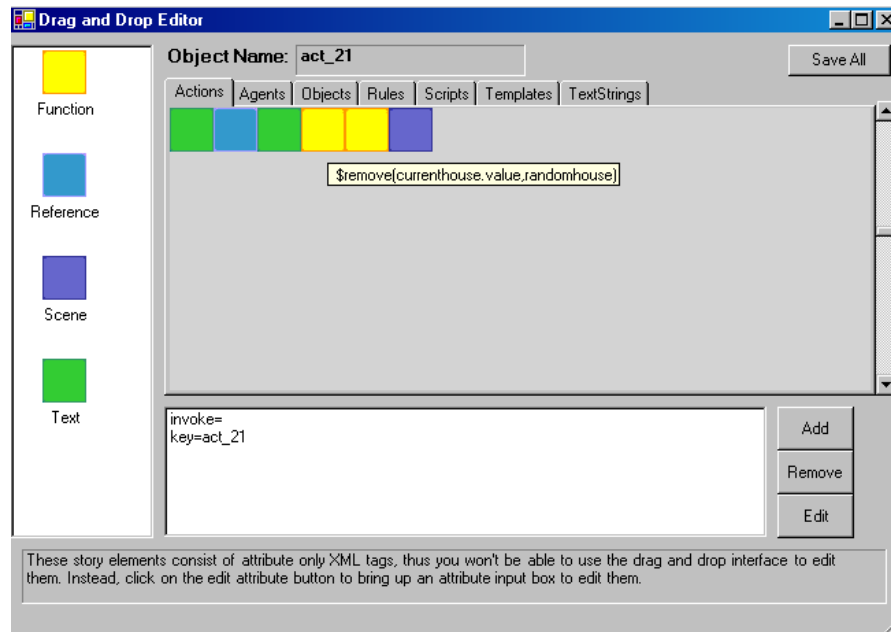 Drag and Drop Editor
Object Name: act_21
Save All
Actions Agents Objects Rules Scripts Templates TextStrings
Function
$remove(currenthouse.value,randomhouse)
Reference
Scene
Text
invoke=
key=act_21
Add
Remove
Edit
These story elements consist of attribute only XML tags, thus you won't be able to use the drag and drop interface to edit
them. Instead, click on the edit attribute button to bring up an attribute input box to edit them.